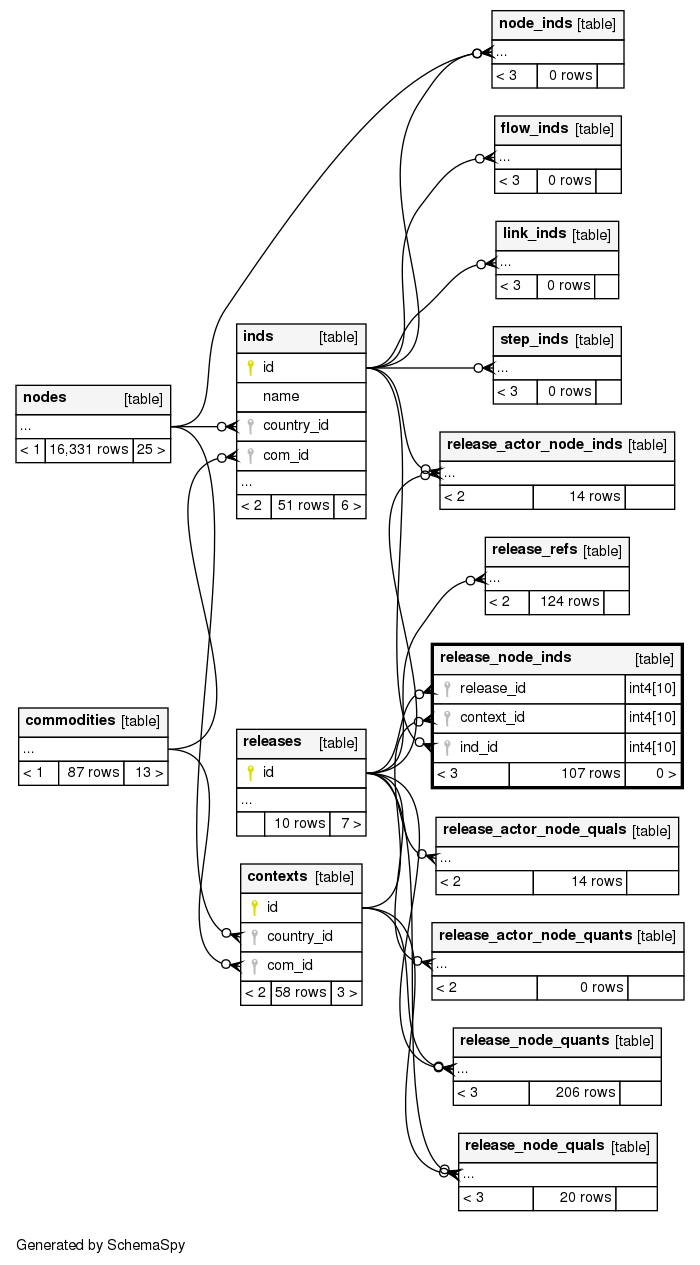 node_inds [table]
...
< 3 0 rows
flow_inds [table]
...
< 3 0 rows
link_inds [table]
...
< 3 0 rows
inds [table]
id
name
country_id
com_id
...
< 2 51 rows 6 >
step_inds [table]
...
< 3 0 rows
nodes [table]
...
< 1 16,331 rows 25 >
release_actor_node_inds [table]
...
< 2 14 rows
release_refs [table]
...
< 2 124 rows
release_node_inds [table]
release_id int4[10]
context_id int4[10]
ind_id int4[10]
< 3 107 rows 0 >
commodities [table]
...
< 1 87 rows 13 >
releases [table]
id
...
10 rows 7 >
release_actor_node_quals [table]
...
< 2 14 rows
contexts [table]
id
country_id
com_id
< 2 58 rows 3 >
release_actor_node_quants [table]
...
< 2 0 rows
release_node_quants [table]
...
< 3 206 rows
release_node_quals [table]
...
< 3 20 rows
Generated by SchemaSpy